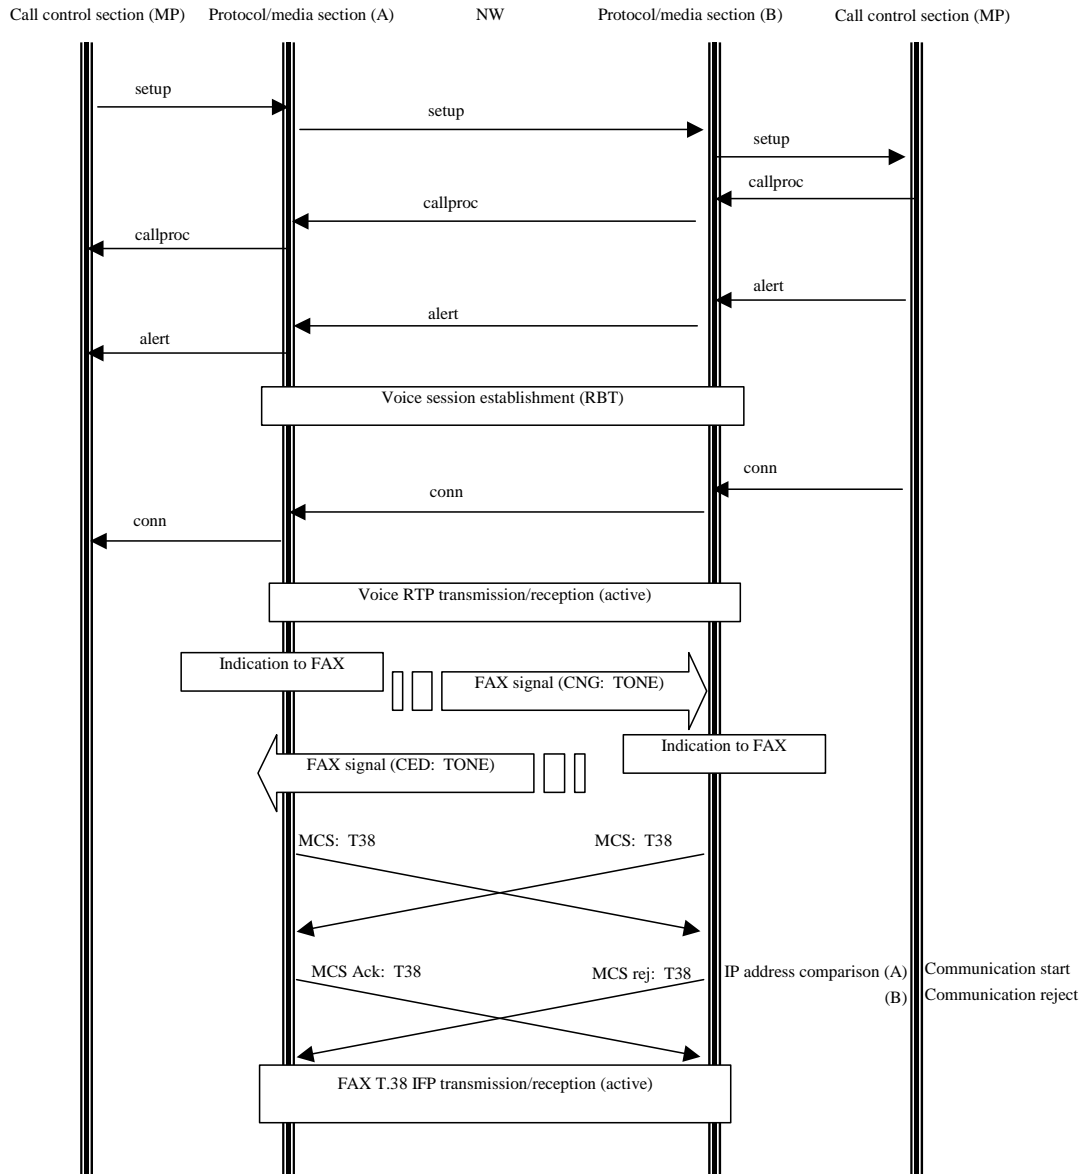 Call control section (MP)
Protocol/media section (A)
NW
Protocol/media section (B)
Call control section (MP)
setup
setup
setup
callproc
callproc
callproc
alert
alert
alert
Voice session establishment (RBT)
conn
conn
conn
Voice RTP transmission/reception (active)
Indication to FAX
FAX signal (CNG: TONE)
Indication to FAX
FAX signal (CED: TONE)
MCS: T38
MCS: T38
MCS Ack: T38
MCS rej: T38
IP address comparison (A)
Communication start
(B)
Communication reject
FAX T.38 IFP transmission/reception (active)